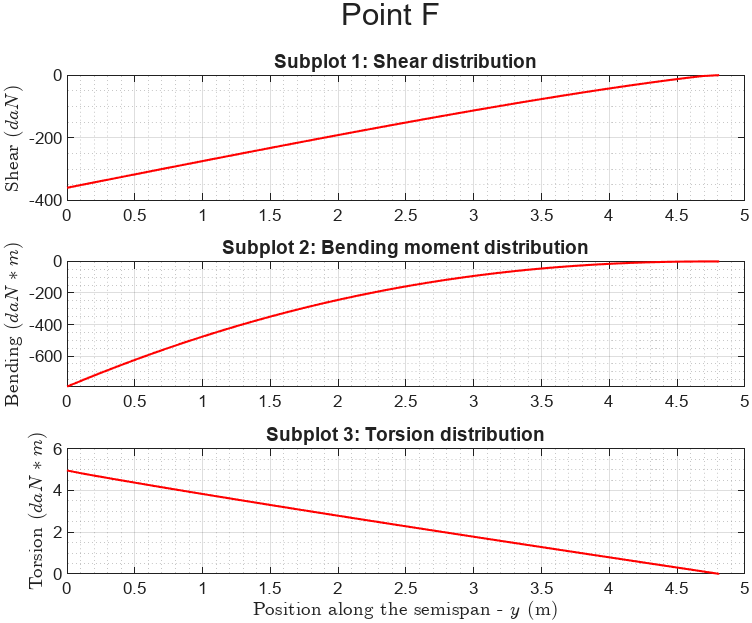 Point F
Subplot 1: Shear distribution
Shear (daN)
0
-200
-400
0 0.5 1 1.5 2 2.5 3 3.5 4 4.5 5
Subplot 2: Bending moment distribution
Bending (daN * m)
0
-200
-400
-600
0 0.5 1 1.5 2 2.5 3 3.5 4 4.5 5
Subplot 3: Torsion distribution
Torsion (daN * m)
6
4
2
0
0 0.5 1 1.5 2 2.5 3 3.5 4 4.5 5
Position along the semispan - y (m)